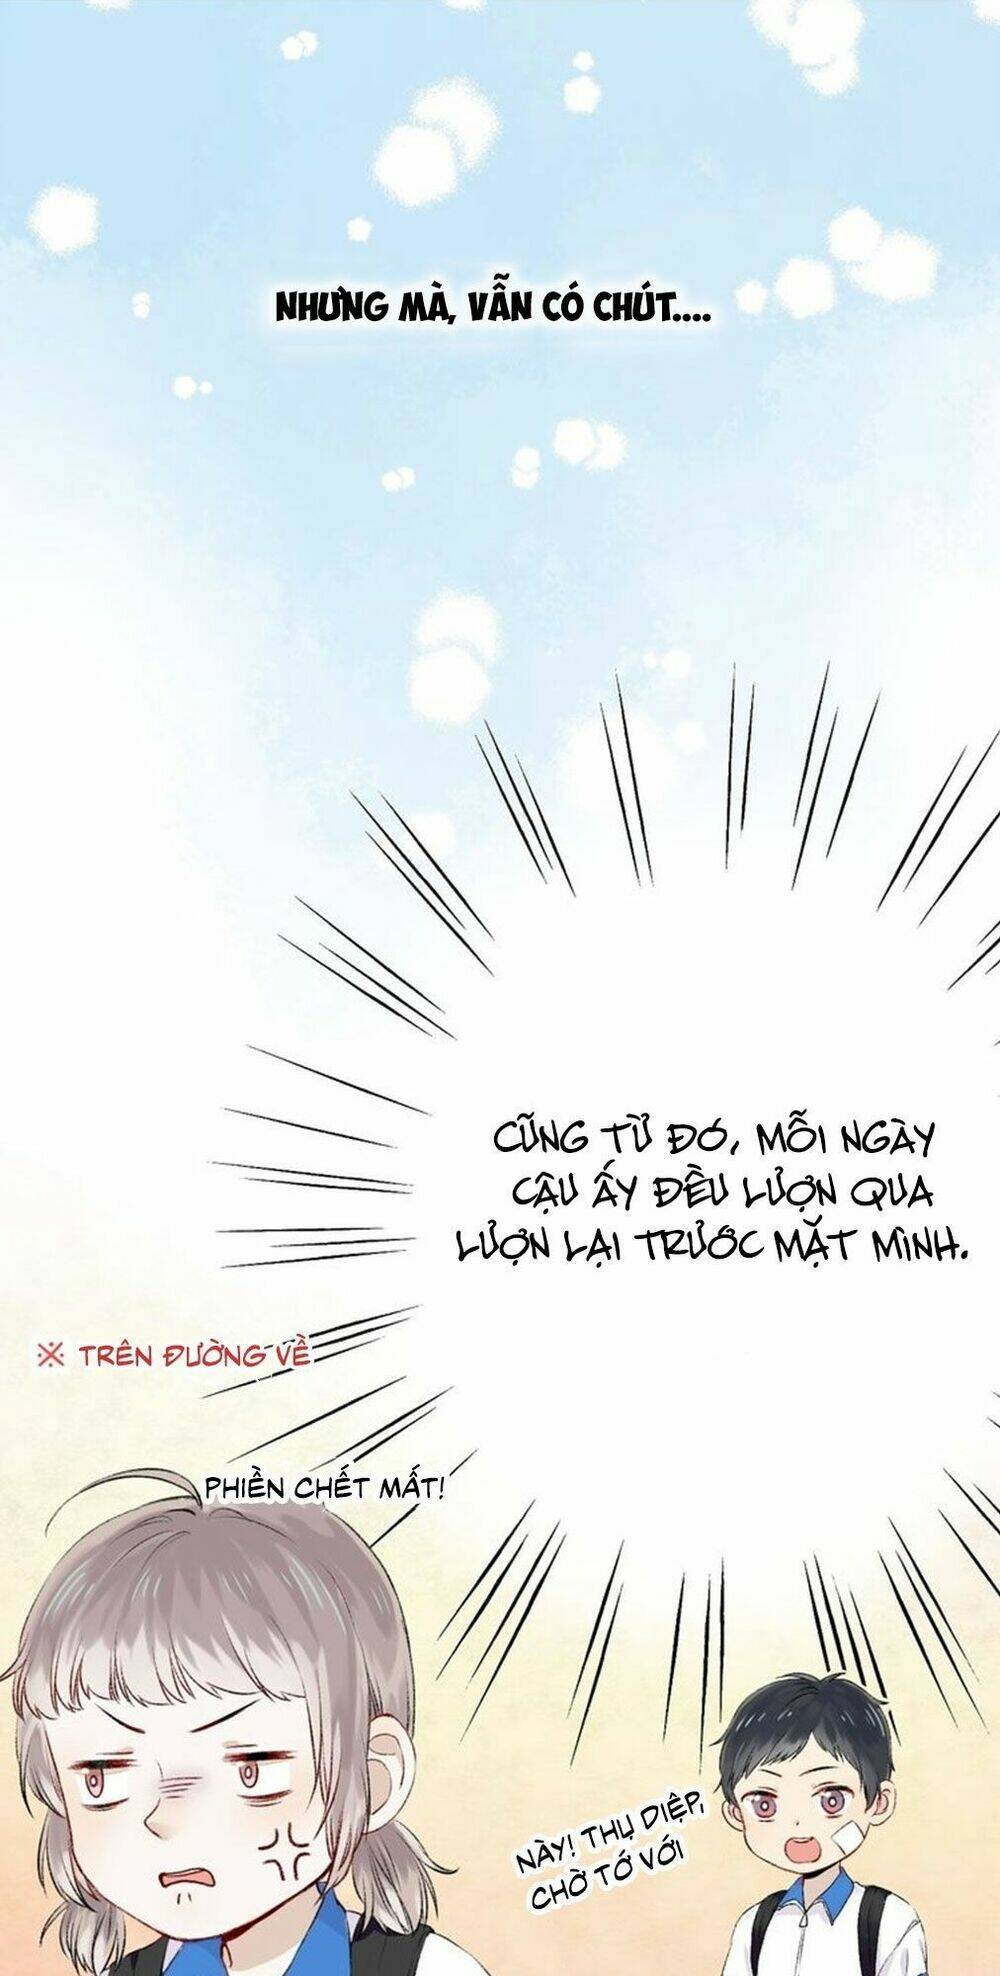 NHƯNG MÀ, VẪN CÓ CHÚT....
CŨNG TỪ ĐÓ, MỖI NGÀY
CẬU ẤY ĐỀU LƯỢN QUA
LƯỢN LẠI TRƯỚC MẶT MÌNH.
※ TRÊN ĐƯỜNG VỀ
PHIỀN CHẾT MẤT!
NÀY! THỤ DIỆP,
CHỜ TỚ VỚI